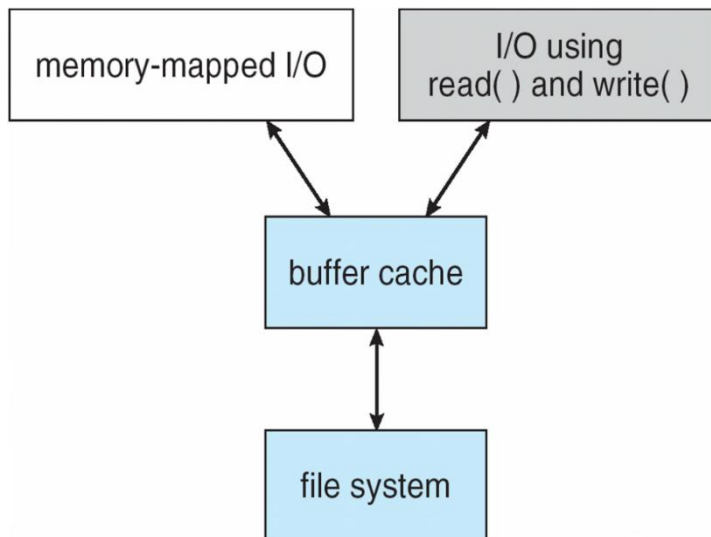 memory-mapped I/O
I/O using
read( ) and write( )
buffer cache
file system